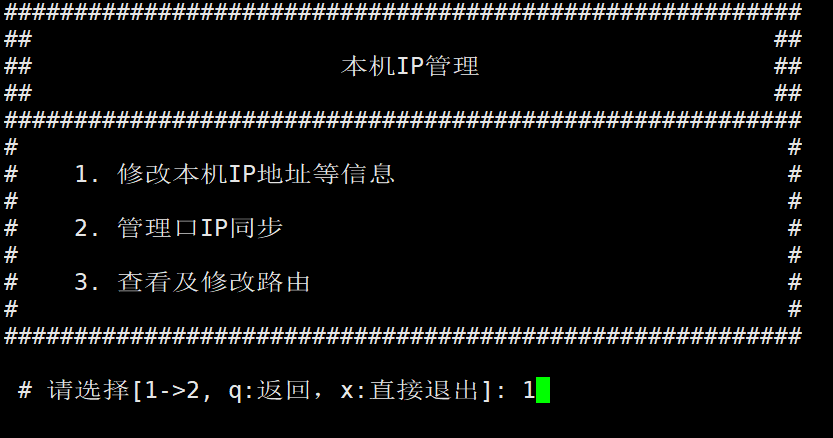 #########################################################
##                                                     ##
##                      本机IP管理                     ##
##                                                     ##
#########################################################
#                                                       #
#    1. 修改本机IP地址等信息                            #
#                                                       #
#    2. 管理口IP同步                                    #
#                                                       #
#    3. 查看及修改路由                                  #
#                                                       #
#########################################################
# 请选择[1->2, q:返回，x:直接退出]: 1